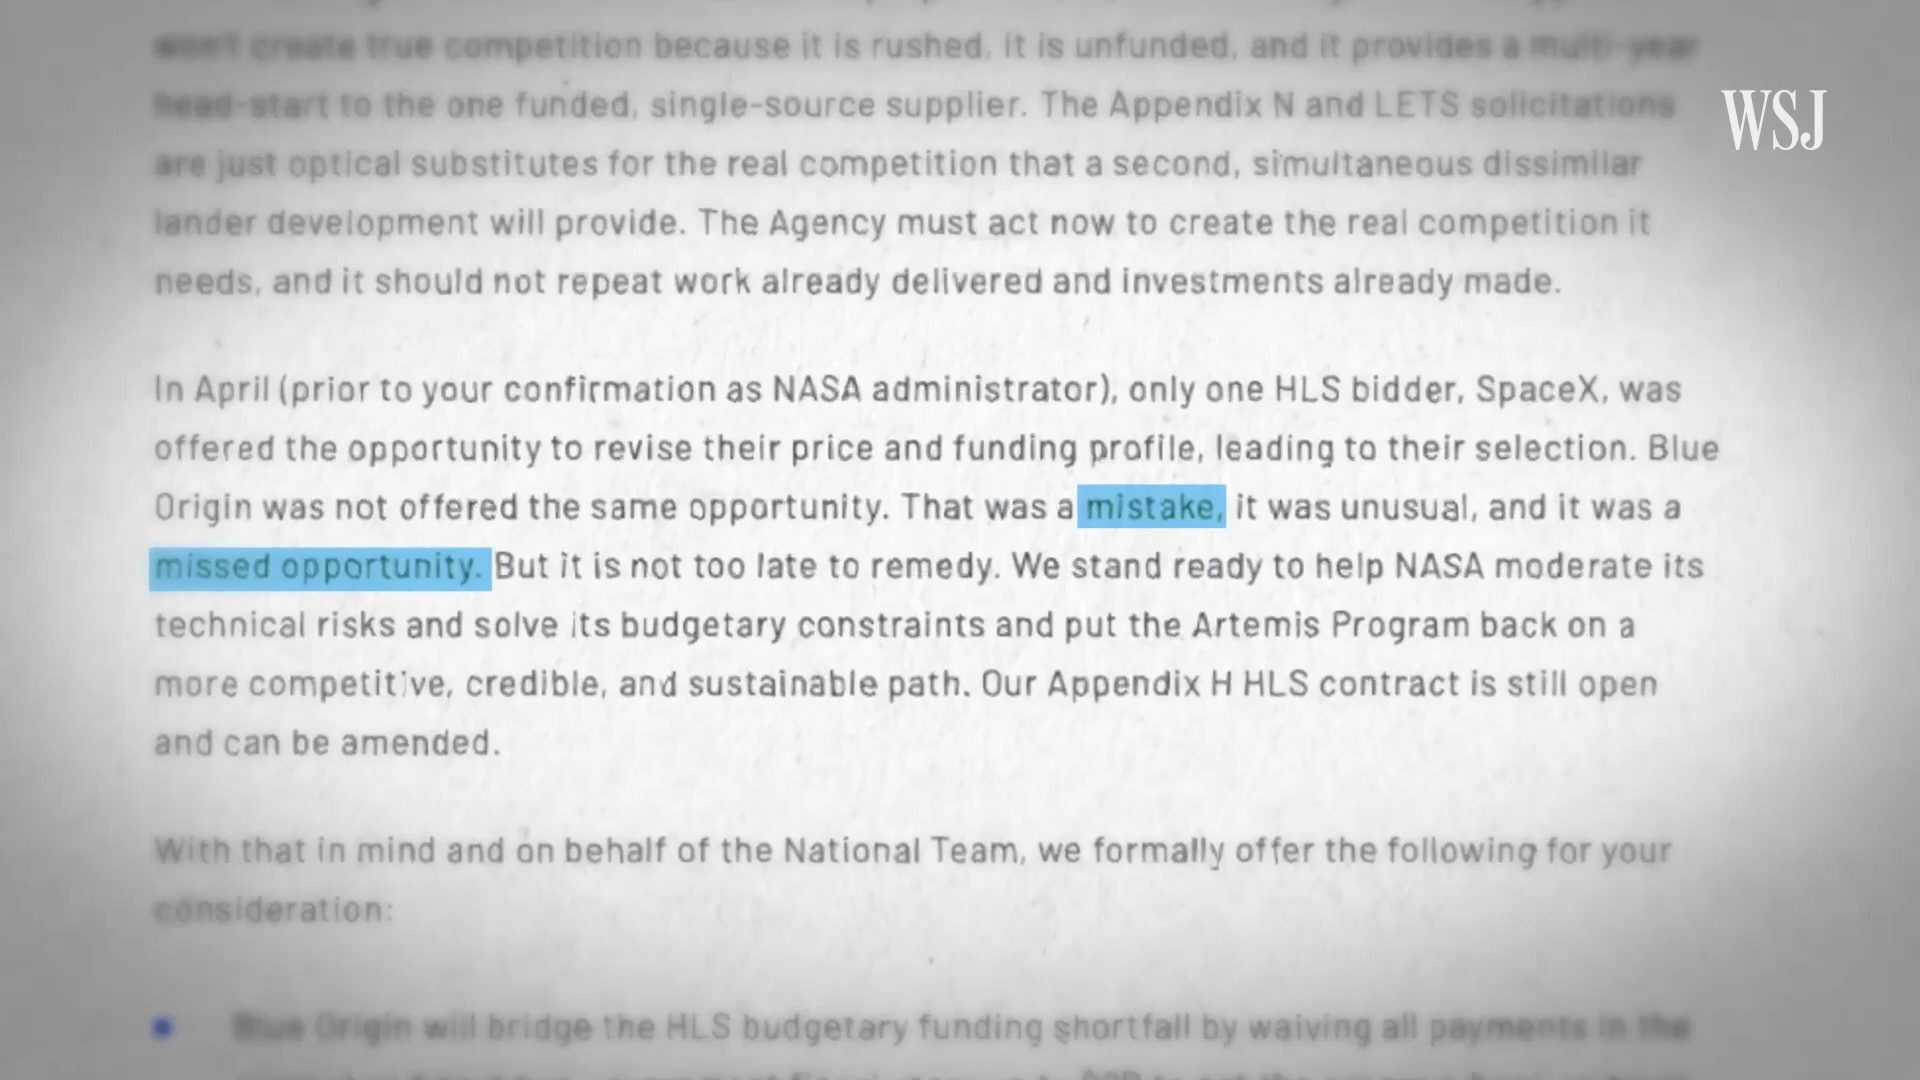 won't create true competition because it is rushed, it is unfunded, and it provides a multi-year
head-start to the one funded, single-source supplier. The Appendix N and LETS solicitations
WSJ
are just optical substitutes for the real competition that a second, simultaneous dissimilar
lander development will provide. The Agency must act now to create the real competition it
needs, and it should not repeat work already delivered and investments already made.
In April (prior to your confirmation as NASA administrator), only one HLS bidder, SpaceX, was
offered the opportunity to revise their price and funding profile, leading to their selection. Blue
Origin was not offered the same opportunity. That was a mistake, it was unusual, and it was a
missed opportunity. But it is not too late to remedy. We stand ready to help NASA moderate its
technical risks and solve its budgetary constraints and put the Artemis Program back on a
more competitive, credible, and sustainable path. Our Appendix H HLS contract is still open
and can be amended.
With that in mind and on behalf of the National Team, we formally offer the following for your
consideration:
Blue Origin will bridge the HLS budgetary funding shortfall by waiving all payments in the